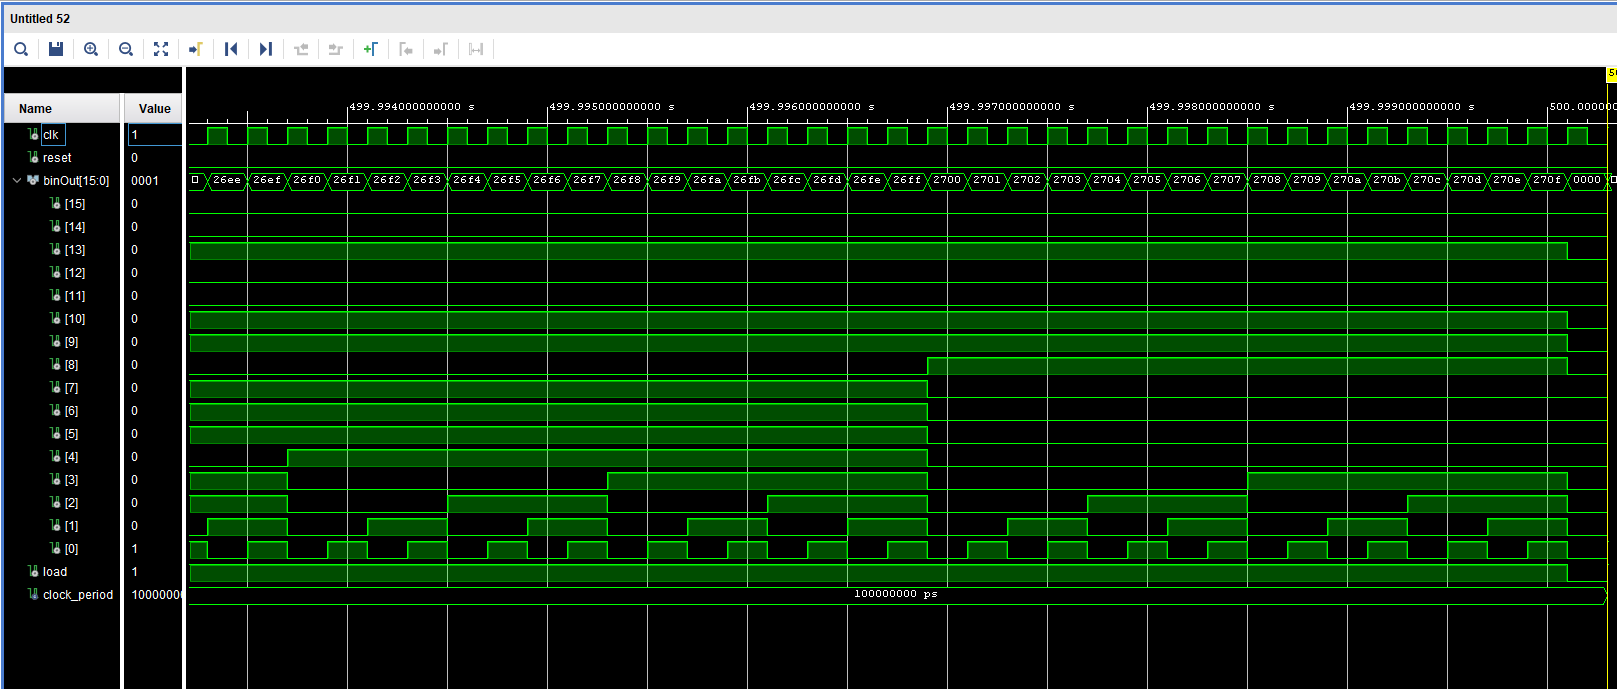 Untitled 52
50
Name Value
499.994000000000 s 499.995000000000 s 499.996000000000 s 499.997000000000 s 499.998000000000 s 499.999000000000 s 500.000000
clk 1
reset 0
binOut[15:0] 0001 26ee 26ef 26f0 26f1 26f2 26f3 26f4 26f5 26f6 26f7 26f8 26f9 26fa 26fb 26fc 26fd 26fe 26ff 2700 2701 2702 2703 2704 2705 2706 2707 2708 2709 270a 270b 270c 270d 270e 270f 0000
[15] 0
[14] 0
[13] 0
[12] 0
[11] 0
[10] 0
[9] 0
[8] 0
[7] 0
[6] 0
[5] 0
[4] 0
[3] 0
[2] 0
[1] 0
[0] 1
load 1
clock_period 10000000 100000000 ps